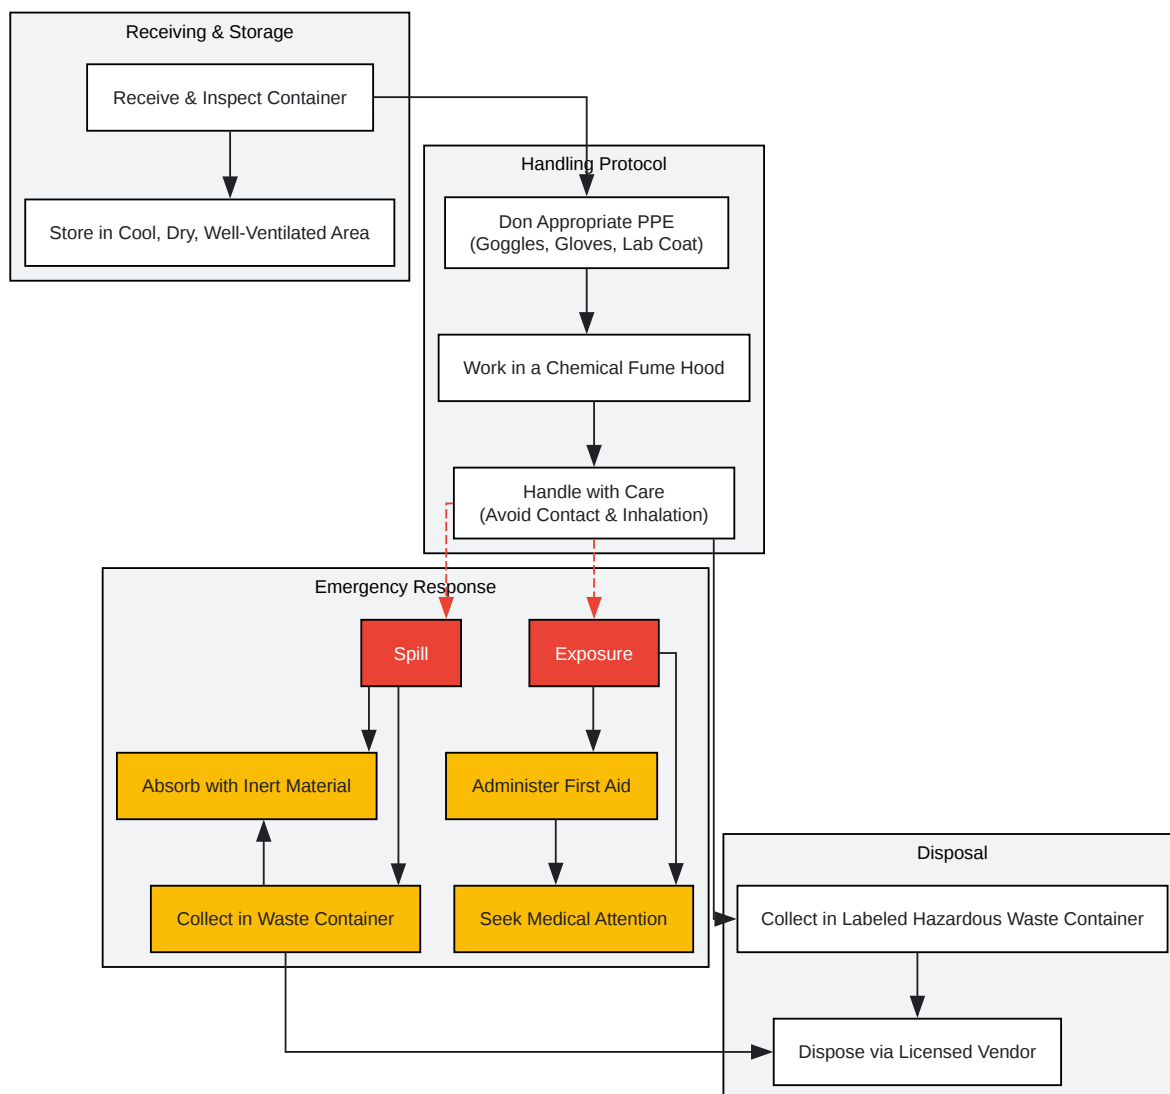 Receiving & Storage
Receive & Inspect Container
Store in Cool, Dry, Well-Ventilated Area
Handling Protocol
Don Appropriate PPE
(Goggles, Gloves, Lab Coat)
Work in a Chemical Fume Hood
Handle with Care
(Avoid Contact & Inhalation)
Emergency Response
Spill
Exposure
Absorb with Inert Material
Administer First Aid
Collect in Waste Container
Seek Medical Attention
Disposal
Collect in Labeled Hazardous Waste Container
Dispose via Licensed Vendor